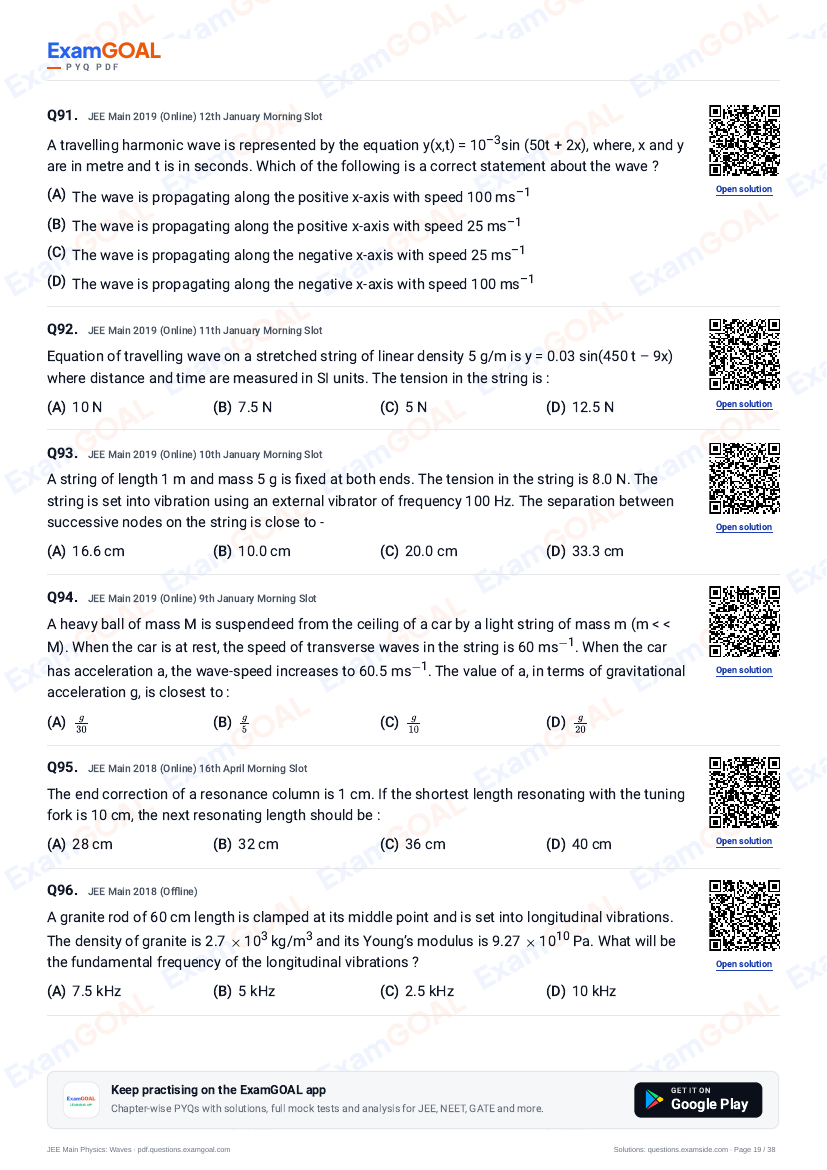 ExamGOAL
PYQ PDF
Q91. JEE Main 2019 (Online) 12th January Morning Slot
A travelling harmonic wave is represented by the equation y(x,t) = 10⁻³sin (50t + 2x), where, x and y
are in metre and t is in seconds. Which of the following is a correct statement about the wave ?
(A) The wave is propagating along the positive x-axis with speed 100 ms⁻¹
(B) The wave is propagating along the positive x-axis with speed 25 ms⁻¹
(C) The wave is propagating along the negative x-axis with speed 25 ms⁻¹
(D) The wave is propagating along the negative x-axis with speed 100 ms⁻¹
Open solution
Q92. JEE Main 2019 (Online) 11th January Morning Slot
Equation of travelling wave on a stretched string of linear density 5 g/m is y = 0.03 sin(450 t − 9x)
where distance and time are measured in SI units. The tension in the string is :
(A) 10 N (B) 7.5 N (C) 5 N (D) 12.5 N
Open solution
Q93. JEE Main 2019 (Online) 10th January Morning Slot
A string of length 1 m and mass 5 g is fixed at both ends. The tension in the string is 8.0 N. The
string is set into vibration using an external vibrator of frequency 100 Hz. The separation between
successive nodes on the string is close to -
(A) 16.6 cm (B) 10.0 cm (C) 20.0 cm (D) 33.3 cm
Open solution
Q94. JEE Main 2019 (Online) 9th January Morning Slot
A heavy ball of mass M is suspendeed from the ceiling of a car by a light string of mass m (m < <
M). When the car is at rest, the speed of transverse waves in the string is 60 ms⁻¹. When the car
has acceleration a, the wave-speed increases to 60.5 ms⁻¹. The value of a, in terms of gravitational
acceleration g, is closest to :
(A) g/30 (B) g/5 (C) g/10 (D) g/20
Open solution
Q95. JEE Main 2018 (Online) 16th April Morning Slot
The end correction of a resonance column is 1 cm. If the shortest length resonating with the tuning
fork is 10 cm, the next resonating length should be :
(A) 28 cm (B) 32 cm (C) 36 cm (D) 40 cm
Open solution
Q96. JEE Main 2018 (Offline)
A granite rod of 60 cm length is clamped at its middle point and is set into longitudinal vibrations.
The density of granite is 2.7 × 10³ kg/m³ and its Young's modulus is 9.27 × 10¹⁰ Pa. What will be
the fundamental frequency of the longitudinal vibrations ?
(A) 7.5 kHz (B) 5 kHz (C) 2.5 kHz (D) 10 kHz
Open solution
ExamGOAL
Keep practising on the ExamGOAL app
Chapter-wise PYQs with solutions, full mock tests and analysis for JEE, NEET, GATE and more.
GET IT ON
Google Play
JEE Main Physics: Waves · pdf.questions.examgoal.com
Solutions: questions.examside.com · Page 19 / 38